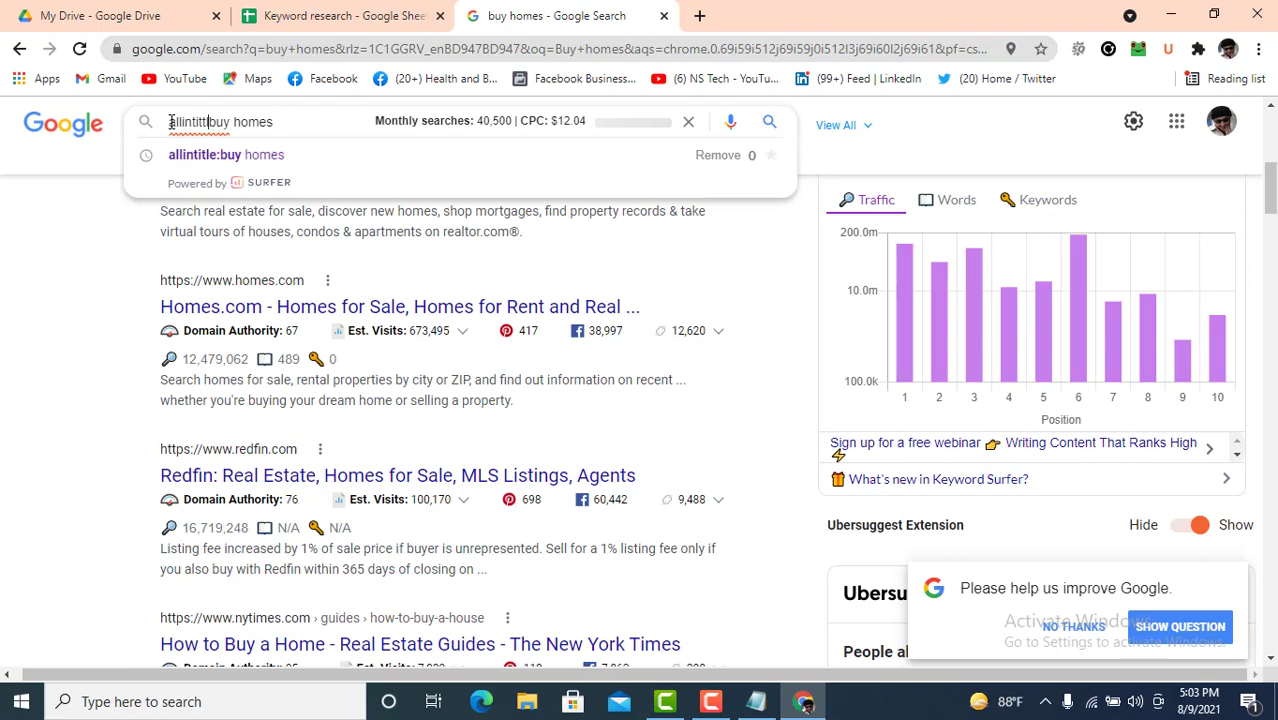 My Drive - Google Drive
Keyword research - Google Shee
buy homes - Google Search
google.com/search?q=buy+homes&rlz=1C1GGRV_enBD947BD947&oq=Buy+homes&aqs=chrome.0.69i59i512j69i59j0i512l3j69i60l2j69i61&pf=cs...
Apps
Gmail
YouTube
Maps
Facebook
(20+) Health and B...
Facebook Business...
(6) NS Tech - YouTu...
(99+) Feed | LinkedIn
(20) Home / Twitter
Reading list
Google
allintittlbuy homes
Monthly searches: 40,500 | CPC: $12.04
View All
allintitle:buy homes
Remove 0
Powered by SURFER
Search real estate for sale, discover new homes, shop mortgages, find property records & take
virtual tours of houses, condos & apartments on realtor.com®.
https://www.homes.com
Homes.com - Homes for Sale, Homes for Rent and Real ...
Domain Authority: 67 Est. Visits: 673,495 417 38,997 12,620
12,479,062 489 0
Search homes for sale, rental properties by city or ZIP, and find out information on recent ...
whether you're buying your dream home or selling a property.
https://www.redfin.com
Redfin: Real Estate, Homes for Sale, MLS Listings, Agents
Domain Authority: 76 Est. Visits: 100,170 698 60,442 9,488
16,719,248 N/A N/A
Listing fee increased by 1% of sale price if buyer is unrepresented. Sell for a 1% listing fee only if
you also buy with Redfin within 365 days of closing on ...
https://www.nytimes.com › guides › how-to-buy-a-house
How to Buy a Home - Real Estate Guides - The New York Times
Traffic Words Keywords
200.0m
10.0m
100.0k
1 2 3 4 5 6 7 8 9 10
Position
Sign up for a free webinar 👉 Writing Content That Ranks High
What's new in Keyword Surfer?
Ubersuggest Extension Hide Show
Ubersu
People al
Please help us improve Google.
NO THANKS SHOW QUESTION
Activate Windows
Go to Settings to activate Windows.
Type here to search
88°F
5:03 PM
8/9/2021
1